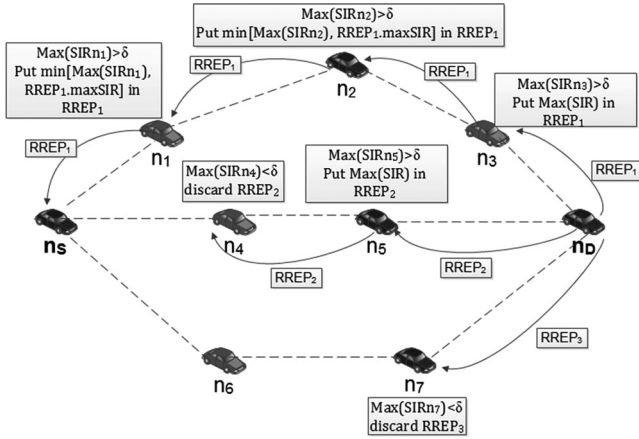 Max(SIRn₂)>δ
Put min[Max(SIRn₂), RREP₁.maxSIR] in RREP₁
Max(SIRn₁)>δ
Put min[Max(SIRn₁),
RREP₁.maxSIR] in
RREP₁
RREP₁
n₂
RREP₁
Max(SIRn₃)>δ
Put Max(SIR) in
RREP₁
RREP₁
n₁
n₃
Max(SIRn₄)<δ
discard RREP₂
Max(SIRn₅)>δ
Put Max(SIR) in
RREP₂
RREP₁
nS
n₄
n₅
nD
RREP₂
RREP₂
RREP₃
n₆
n₇
Max(SIRn₇)<δ
discard RREP₃